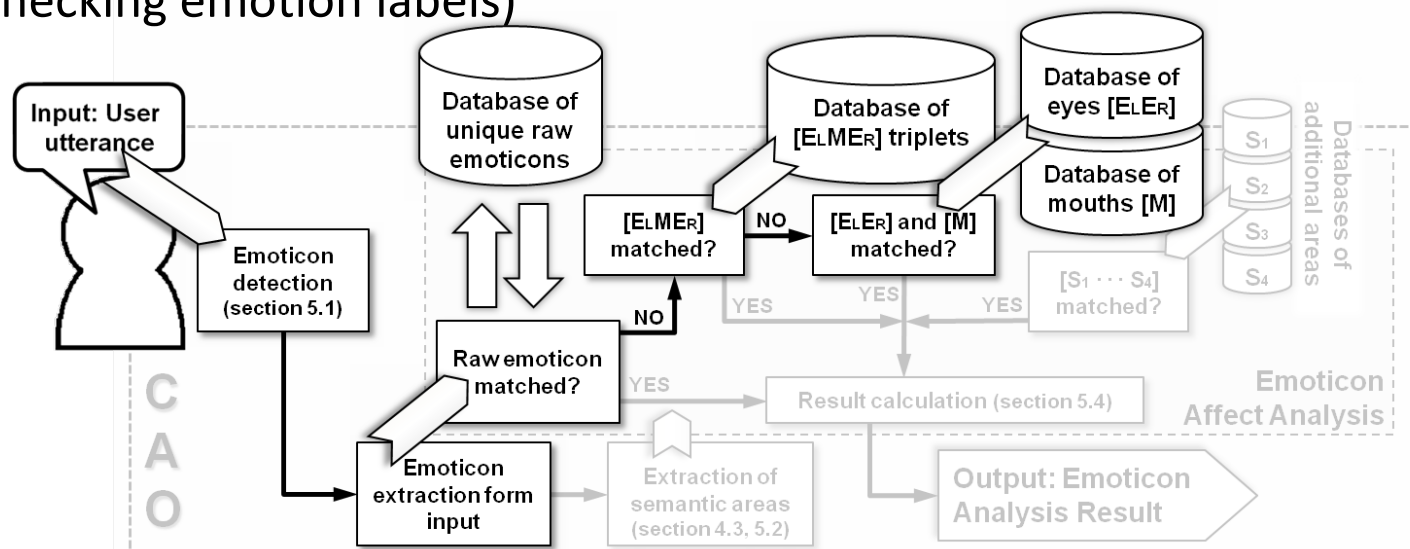 hecking emotion labels)
Input: User
utterance
Database of
unique raw
emoticons
Database of
[ELMER] triplets
Database of
eyes [ELER]
Database of
mouths [M]
S1
S2
S3
S4
Databases of
additional areas
Emoticon
detection
(section 5.1)
[ELMER]
matched?
NO
[ELER] and [M]
matched?
[S1 ··· S4]
matched?
YES
YES
YES
NO
Raw emoticon
matched?
YES
Result calculation (section 5.4)
Emoticon
Affect Analysis
C
A
O
Emoticon
extraction form
input
Extraction of
semantic areas
(section 4.3, 5.2)
Output: Emoticon
Analysis Result